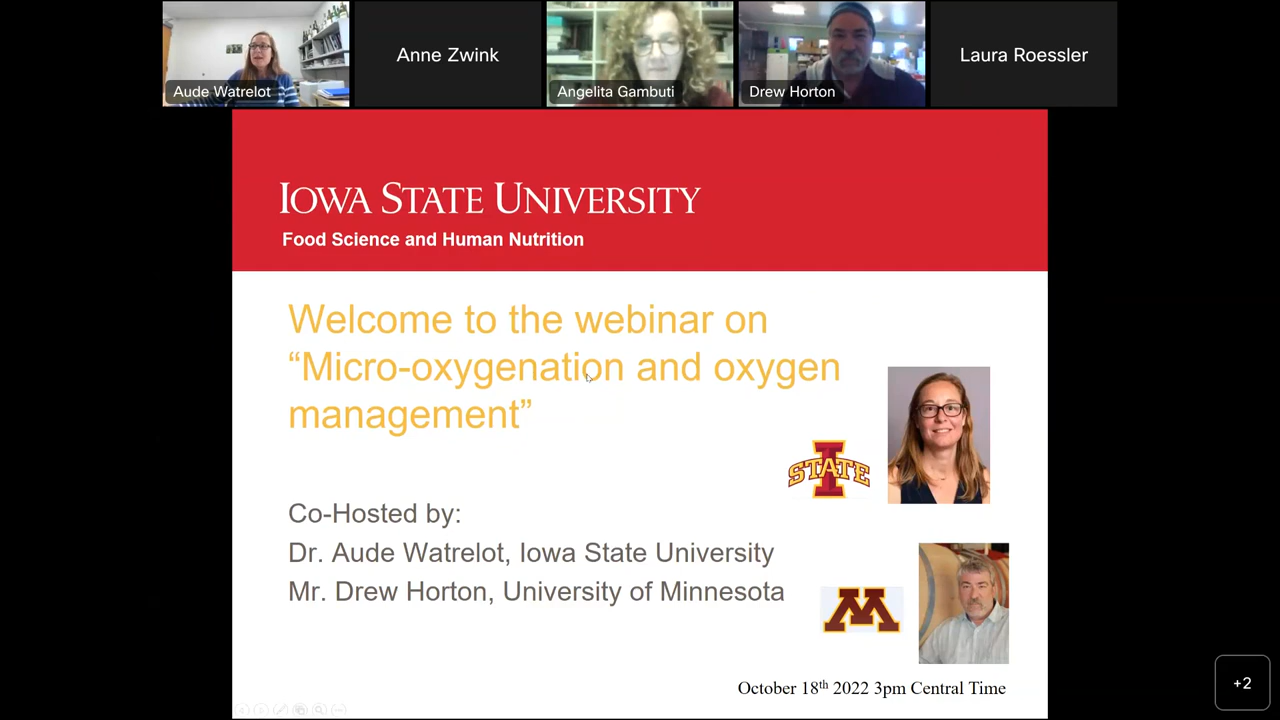 Aude Watrelot
Anne Zwink
Angelita Gambuti
Drew Horton
Laura Roessler
IOWA STATE UNIVERSITY
Food Science and Human Nutrition
Welcome to the webinar on
“Micro-oxygenation and oxygen
management”
STATE
Co-Hosted by:
Dr. Aude Watrelot, Iowa State University
Mr. Drew Horton, University of Minnesota
M
October 18th 2022 3pm Central Time
+2